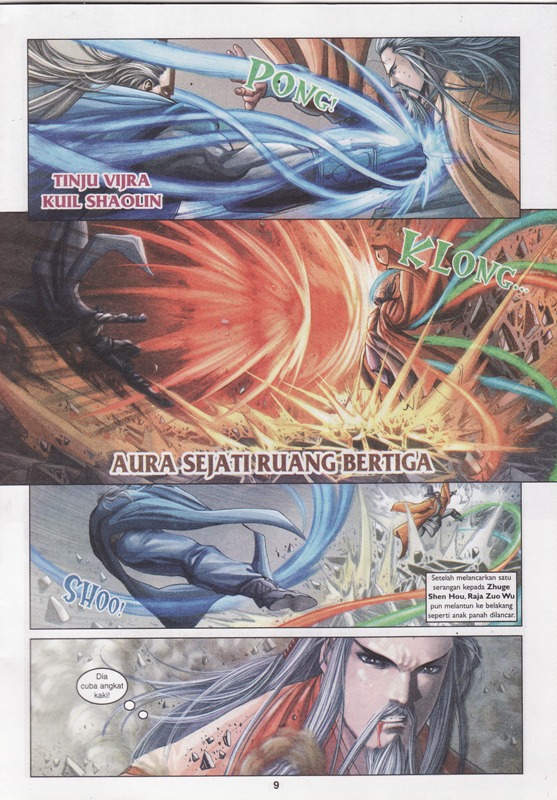 PONG!
TINJU VIJRA
KUIL SHAOLIN
KLONG...
AURA SEJATI RUANG BERTIGA
SHOO!
Setelah melancarkan satu
serangan kepada Zhuge
Shen Hou, Raja Zuo Wu
pun melantun ke belakang
seperti anak panah dilancar.
Dia
cuba angkat
kaki!
9